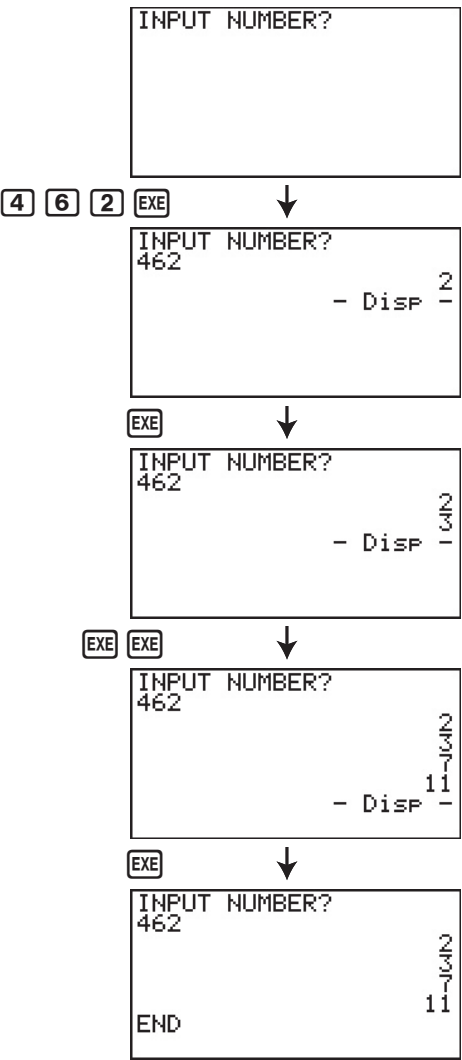 INPUT NUMBER?
4 6 2 EXE
INPUT NUMBER?
462
2
- Disp -
EXE
INPUT NUMBER?
462
2
3
- Disp -
EXE EXE
INPUT NUMBER?
462
2
3
7
11
- Disp -
EXE
INPUT NUMBER?
462
2
3
7
11
END